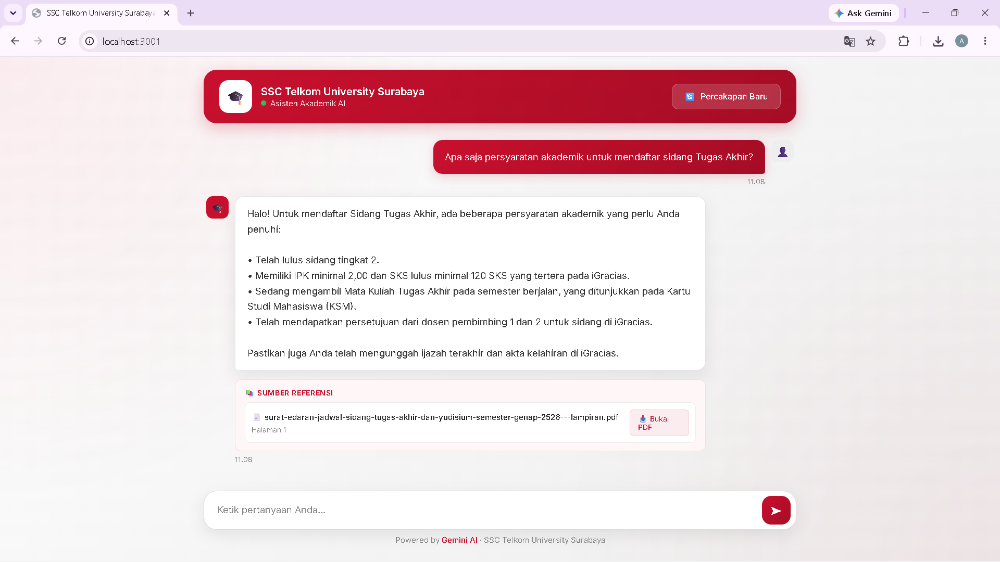 SSC Telkom University Surabaya
Ask Gemini
localhost:3001
A
SSC Telkom University Surabaya
Asisten Akademik AI
Percakapan Baru
Apa saja persyaratan akademik untuk mendaftar sidang Tugas Akhir?
11.08
Halo! Untuk mendaftar Sidang Tugas Akhir, ada beberapa persyaratan akademik yang perlu Anda
penuhi:
• Telah lulus sidang tingkat 2.
• Memiliki IPK minimal 2,00 dan SKS lulus minimal 120 SKS yang tertera pada iGracias.
• Sedang mengambil Mata Kuliah Tugas Akhir pada semester berjalan, yang ditunjukkan pada Kartu
Studi Mahasiswa (KSM).
• Telah mendapatkan persetujuan dari dosen pembimbing 1 dan 2 untuk sidang di iGracias.
Pastikan juga Anda telah mengunggah ijazah terakhir dan akta kelahiran di iGracias.
SUMBER REFERENSI
surat-edaran-jadwal-sidang-tugas-akhir-dan-yudisium-semester-genap-2526---lampiran.pdf
Halaman 1
Buka
PDF
11.08
Ketik pertanyaan Anda...
Powered by Gemini AI · SSC Telkom University Surabaya